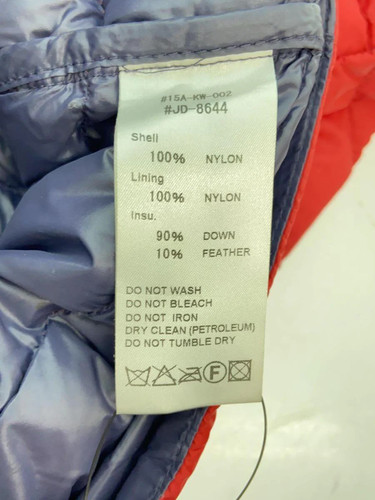 #15A-KW-002
#JD-8644
Shell
100% NYLON
Lining
100% NYLON
Insu.
90% DOWN
10% FEATHER
DO NOT WASH
DO NOT BLEACH
DO NOT IRON
DRY CLEAN (PETROLEUM)
DO NOT TUMBLE DRY
F